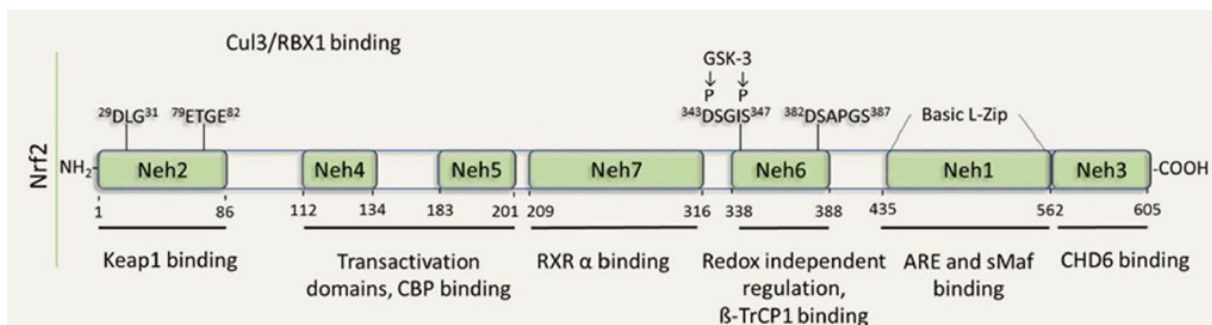 Cul3/RBX1 binding
GSK-3
↓ ↓
P P
²⁹DLG³¹ ⁷⁹ETGE⁸² ³⁴³DSGIS³⁴⁷ ³⁸²DSAPGS³⁸⁷ Basic L-Zip
Nrf2
NH₂- Neh2 Neh4 Neh5 Neh7 Neh6 Neh1 Neh3 -COOH
1 86 112 134 183 201 209 316 338 388 435 562 605
Keap1 binding
Transactivation
domains, CBP binding
RXR α binding
Redox independent
regulation,
ß-TrCP1 binding
ARE and sMaf
binding
CHD6 binding